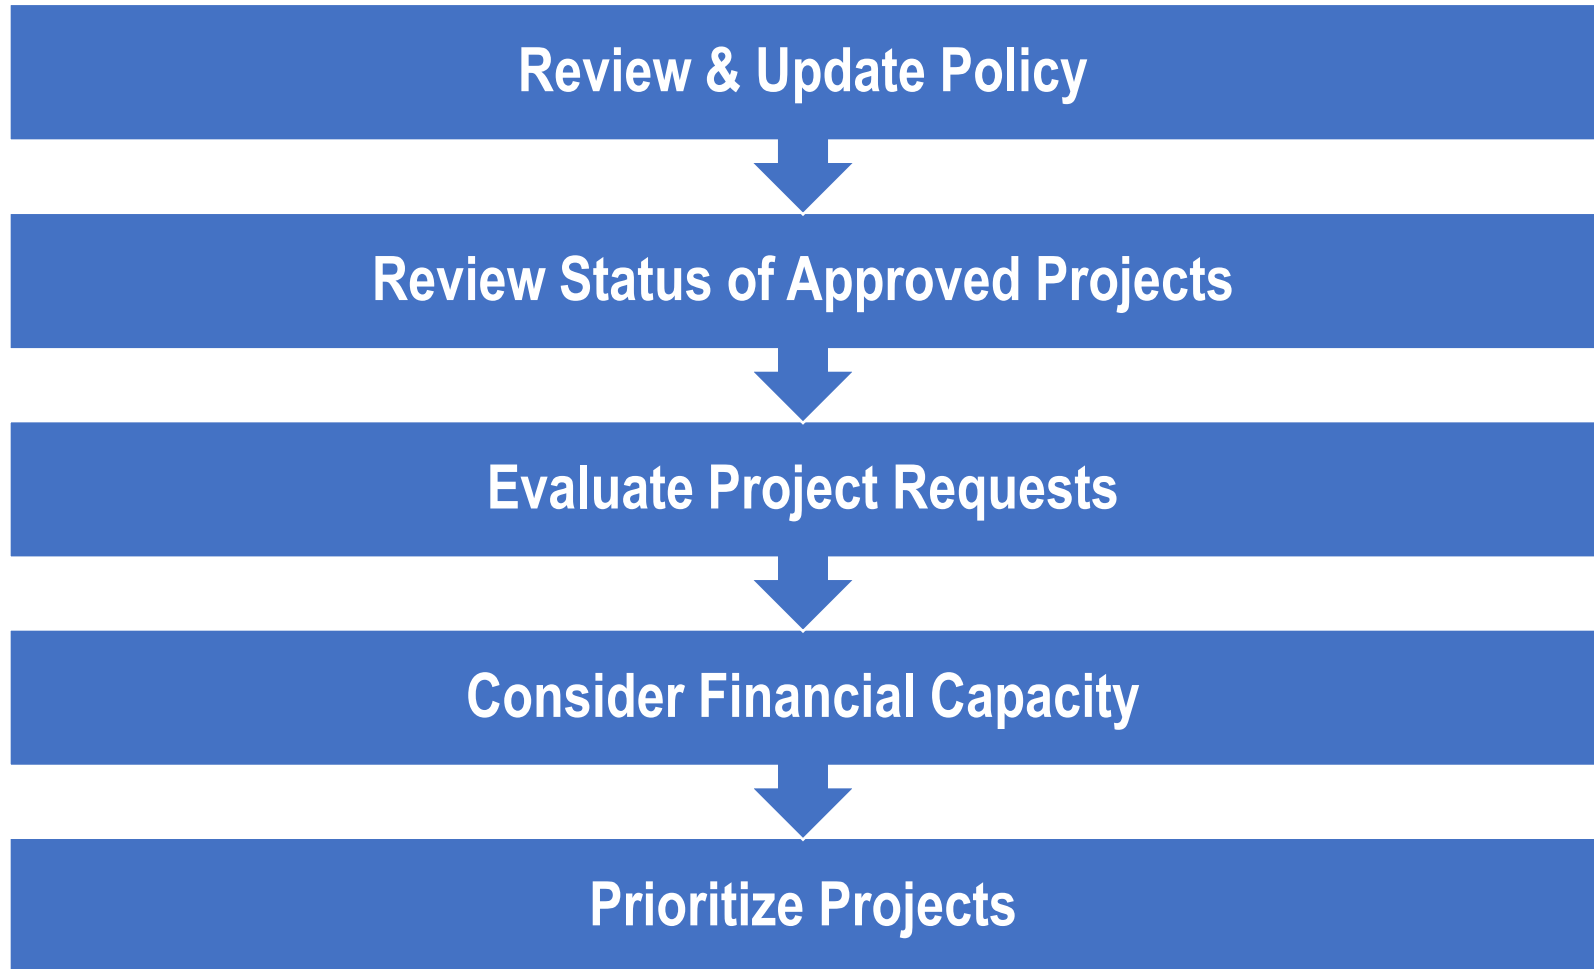 Review & Update Policy
Review Status of Approved Projects
Evaluate Project Requests
Consider Financial Capacity
Prioritize Projects